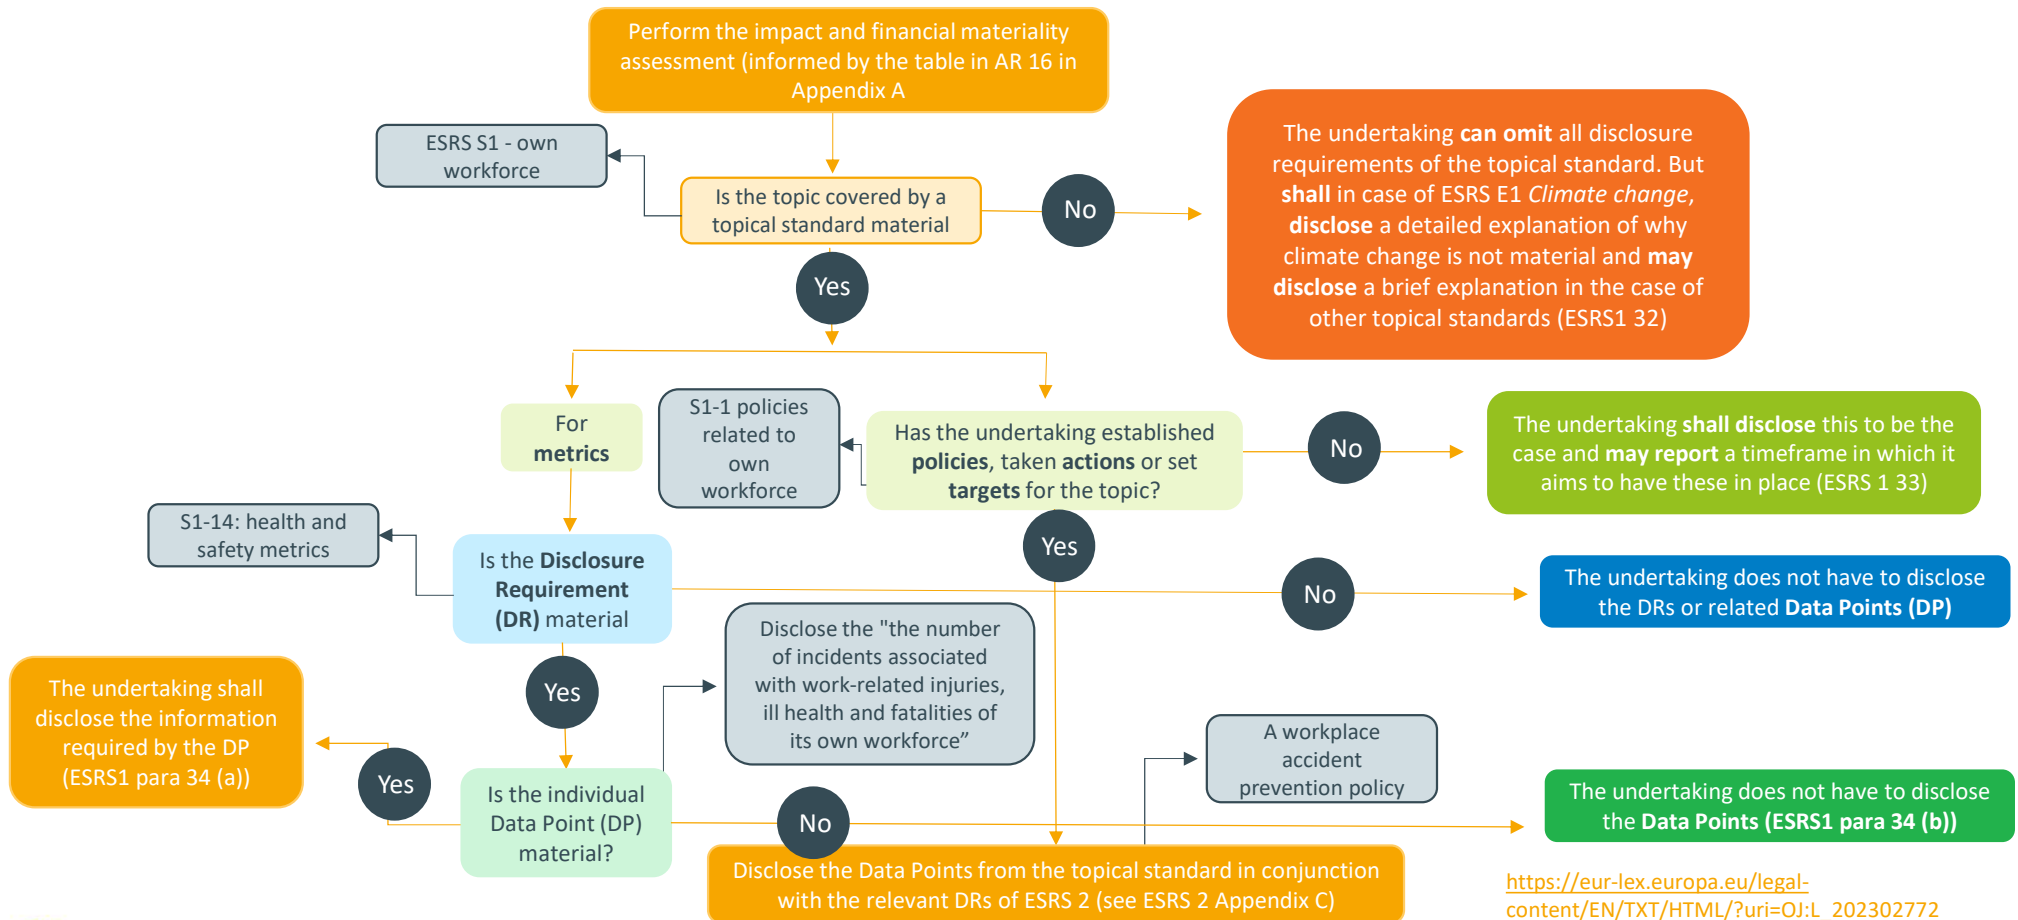 Perform the impact and financial materiality
assessment (informed by the table in AR 16 in
Appendix A
ESRS S1 - own
workforce
Is the topic covered by a
topical standard material
No
The undertaking can omit all disclosure
requirements of the topical standard. But
shall in case of ESRS E1 Climate change,
disclose a detailed explanation of why
climate change is not material and may
disclose a brief explanation in the case of
other topical standards (ESRS1 32)
Yes
For
metrics
S1-1 policies
related to
own
workforce
Has the undertaking established
policies, taken actions or set
targets for the topic?
No
The undertaking shall disclose this to be the
case and may report a timeframe in which it
aims to have these in place (ESRS 1 33)
S1-14: health and
safety metrics
Is the Disclosure
Requirement
(DR) material
Yes
No
The undertaking does not have to disclose
the DRs or related Data Points (DP)
Disclose the "the number
of incidents associated
with work-related injuries,
ill health and fatalities of
its own workforce”
Yes
The undertaking shall
disclose the information
required by the DP
(ESRS1 para 34 (a))
Yes
Is the individual
Data Point (DP)
material?
No
A workplace
accident
prevention policy
The undertaking does not have to disclose
the Data Points (ESRS1 para 34 (b))
Disclose the Data Points from the topical standard in conjunction
with the relevant DRs of ESRS 2 (see ESRS 2 Appendix C)
https://eur-lex.europa.eu/legal-
content/EN/TXT/HTML/?uri=OJ:L_202302772